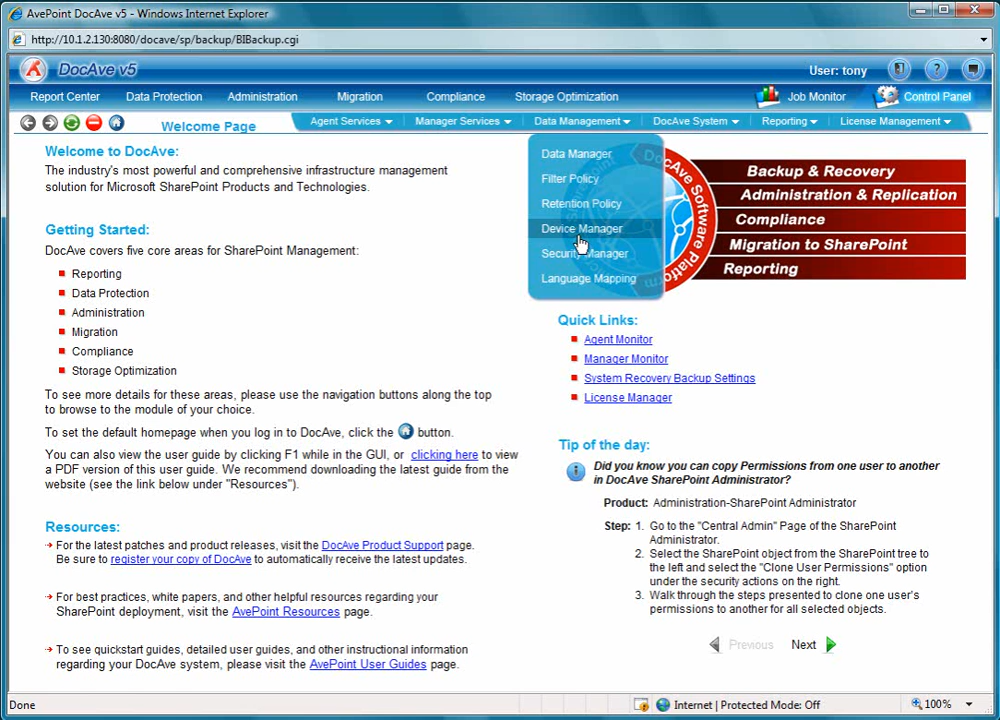 AvePoint DocAve v5 - Windows Internet Explorer
http://10.1.2.130:8080/docave/sp/backup/BIBackup.cgi
DocAve v5
User: tony
Report Center Data Protection Administration Migration Compliance Storage Optimization Job Monitor Control Panel
Welcome Page Agent Services Manager Services Data Management DocAve System Reporting License Management
Welcome to DocAve:
The industry's most powerful and comprehensive infrastructure management
solution for Microsoft SharePoint Products and Technologies.
Getting Started:
DocAve covers five core areas for SharePoint Management:
Reporting
Data Protection
Administration
Migration
Compliance
Storage Optimization
To see more details for these areas, please use the navigation buttons along the top
to browse to the module of your choice.
To set the default homepage when you log in to DocAve, click the button.
You can also view the user guide by clicking F1 while in the GUI, or clicking here to view
a PDF version of this user guide. We recommend downloading the latest guide from the
website (see the link below under "Resources").
Resources:
For the latest patches and product releases, visit the DocAve Product Support page.
Be sure to register your copy of DocAve to automatically receive the latest updates.
For best practices, white papers, and other helpful resources regarding your
SharePoint deployment, visit the AvePoint Resources page.
To see quickstart guides, detailed user guides, and other instructional information
regarding your DocAve system, please visit the AvePoint User Guides page.
Data Manager
Filter Policy
Retention Policy
Device Manager
Security Manager
Language Mapping
DocAve Software Platform
Backup & Recovery
Administration & Replication
Compliance
Migration to SharePoint
Reporting
Quick Links:
Agent Monitor
Manager Monitor
System Recovery Backup Settings
License Manager
Tip of the day:
Did you know you can copy Permissions from one user to another
in DocAve SharePoint Administrator?
Product: Administration-SharePoint Administrator
Step: 1. Go to the "Central Admin" Page of the SharePoint
Administrator.
2. Select the SharePoint object from the SharePoint tree to
the left and select the "Clone User Permissions" option
under the security actions on the right.
3. Walk through the steps presented to clone one user's
permissions to another for all selected objects.
Previous Next
Done Internet | Protected Mode: Off 100%